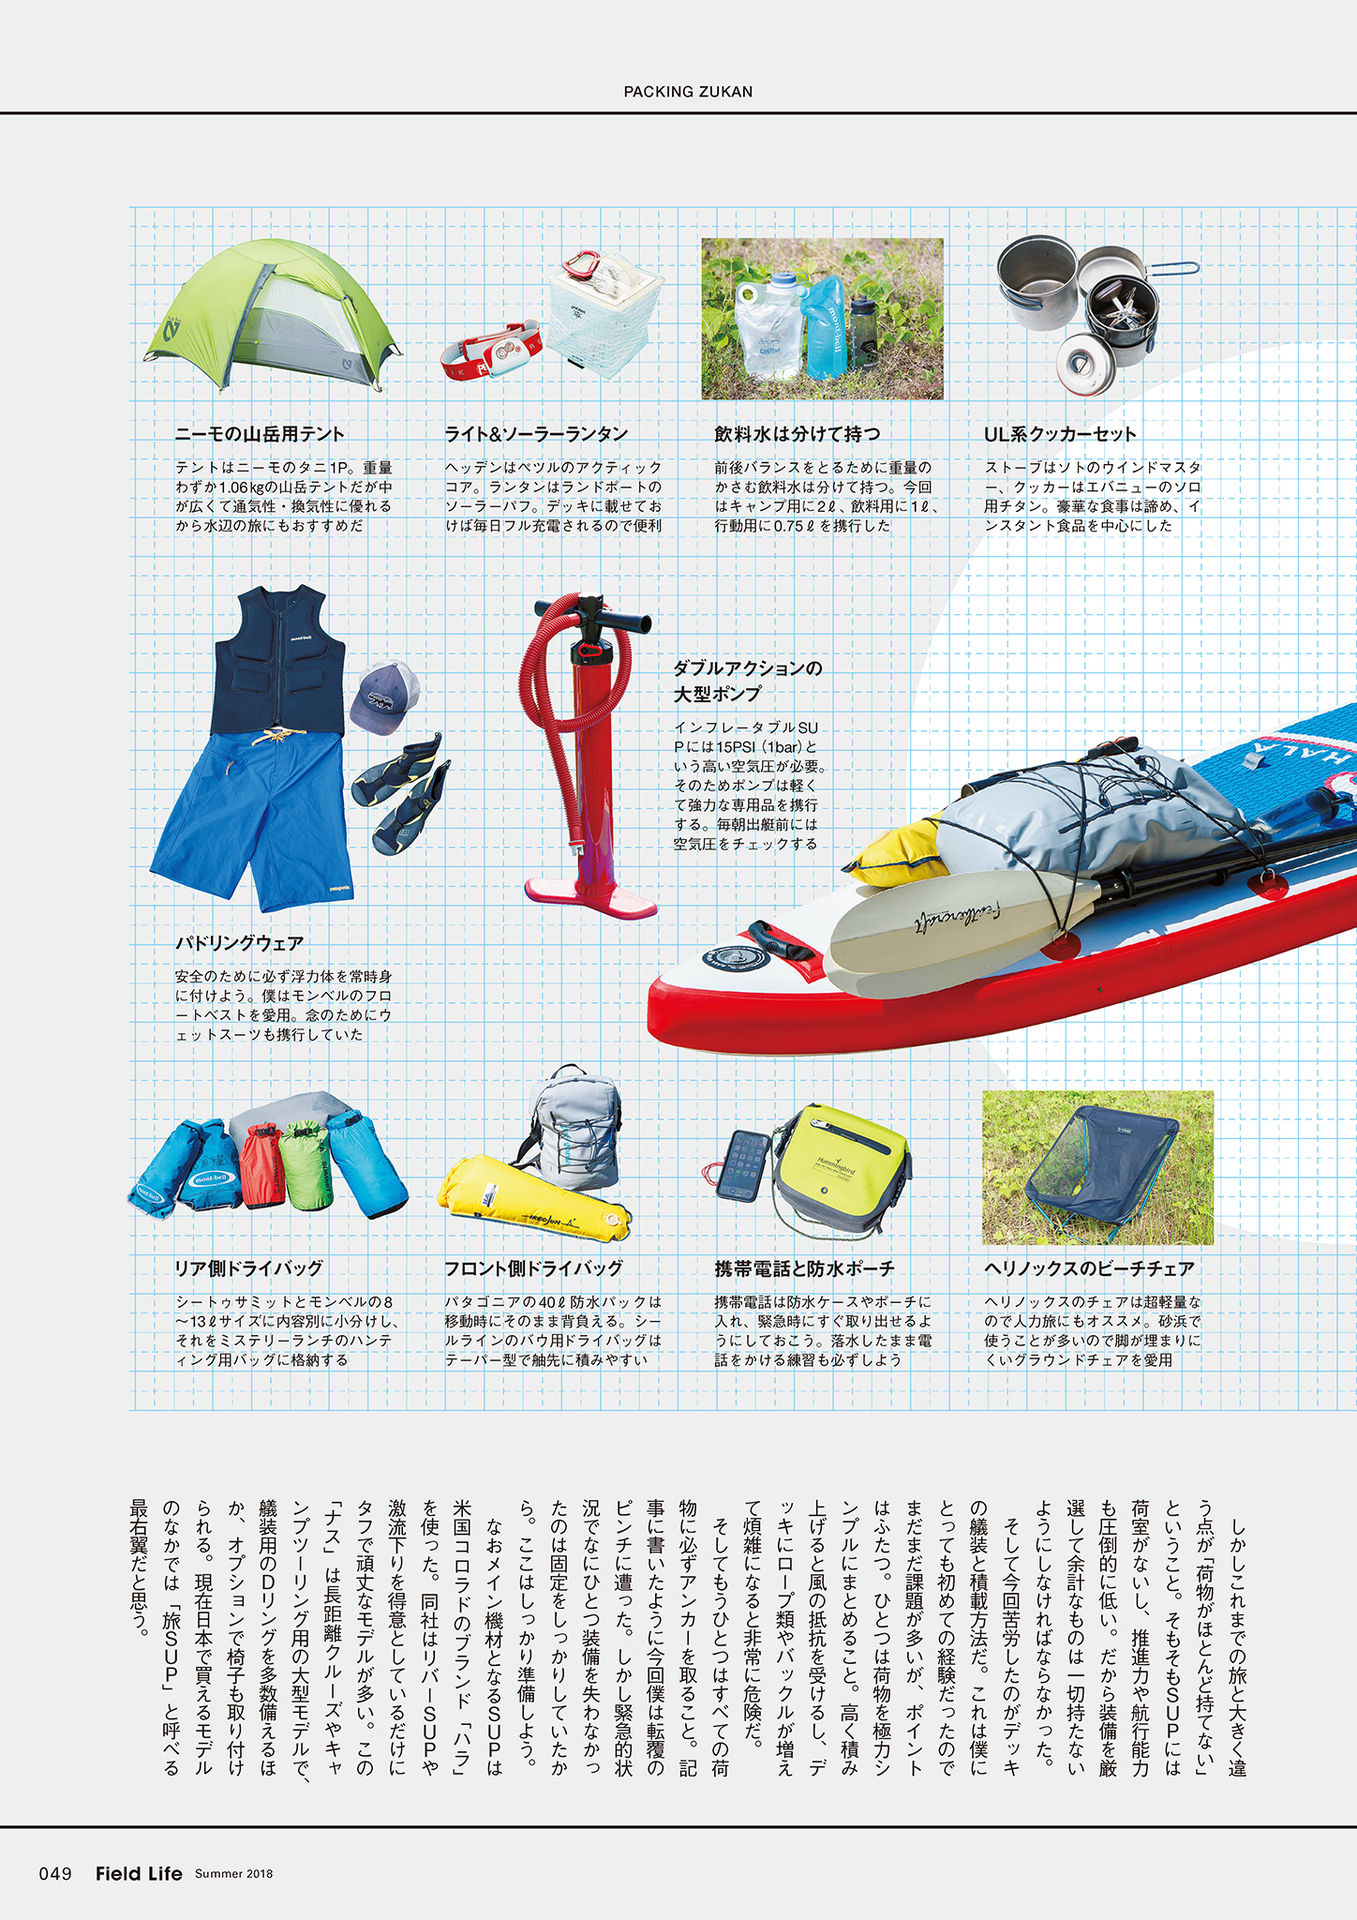 PACKING ZUKAN
ニーモの山岳用テント
テントはニーモのタニ1P。重量
わずか1.06kgの山岳テントだが中
が広くて通気性・換気性に優れる
から水辺の旅にもおすすめだ
ライト&ソーラーランタン
ヘッデンはペツルのアクティック
コア。ランタンはランドポートの
ソーラーパフ。デッキに載せてお
けば毎日フル充電されるので便利
飲料水は分けて持つ
前後バランスをとるために重量の
かさむ飲料水は分けて持つ。今回
はキャンプ用に2ℓ、飲料用に1ℓ、
行動用に0.75ℓを携行した
UL系クッカーセット
ストーブはソトのウインドマスタ
ー、クッカーはエバニューのソロ
用チタン。豪華な食事は諦め、イ
ンスタント食品を中心にした
mont-bell
patagonia
パドリングウェア
安全のために必ず浮力体を常時身
に付けよう。僕はモンベルのフロ
ートベストを愛用。念のためにウ
ェットスーツも携行していた
ダブルアクションの
大型ポンプ
インフレータブルSU
Pには15PSI（1bar）と
いう高い空気圧が必要。
そのためポンプは軽く
て強力な専用品を携行
する。毎朝出艇前には
空気圧をチェックする
HALA
Feathercraft
mont-bell
リア側ドライバッグ
シートゥサミットとモンベルの8
〜13ℓサイズに内容別に小分けし、
それをミステリーランチのハンテ
ィング用バッグに格納する
フロント側ドライバッグ
パタゴニアの40ℓ防水パックは
移動時にそのまま背負える。シー
ルラインのバウ用ドライバッグは
テーパー型で舳先に積みやすい
Hummingbird
携帯電話と防水ポーチ
携帯電話は防水ケースやポーチに
入れ、緊急時にすぐ取り出せるよ
うにしておこう。落水したまま電
話をかける練習も必ずしよう
ヘリノックスのビーチチェア
ヘリノックスのチェアは超軽量な
ので人力旅にもオススメ。砂浜で
使うことが多いので脚が埋まりに
くいグラウンドチェアを愛用
しかしこれまでの旅と大きく違
う点が「荷物がほとんど持てない」
ということ。そもそもSUPには
荷室がないし、推進力や航行能力
も圧倒的に低い。だから装備を厳
選して余計なものは一切持たない
ようにしなければならなかった。
そして今回苦労したのがデッキ
の艤装と積載方法だ。これは僕に
とっても初めての経験だったので
まだまだ課題が多いが、ポイント
はふたつ。ひとつは荷物を極力シ
ンプルにまとめること。高く積み
上げると風の抵抗を受けるし、デ
ッキにロープ類やバックルが増え
て煩雑になると非常に危険だ。
そしてもうひとつはすべての荷
物に必ずアンカーを取ること。記
事に書いたように今回僕は転覆の
ピンチに遭った。しかし緊急的状
況でなにひとつ装備を失わなかっ
たのは固定をしっかりしていたか
ら。ここはしっかり準備しよう。
なおメイン機材となるSUPは
米国コロラドのブランド「ハラ」
を使った。同社はリバーSUPや
激流下りを得意としているだけに
タフで頑丈なモデルが多い。この
「ナス」は長距離クルーズやキャ
ンプツーリング用の大型モデルで、
艤装用のDリングを多数備えるほ
か、オプションで椅子も取り付け
られる。現在日本で買えるモデル
のなかでは「旅SUP」と呼べる
最右翼だと思う。
049 Field Life Summer 2018